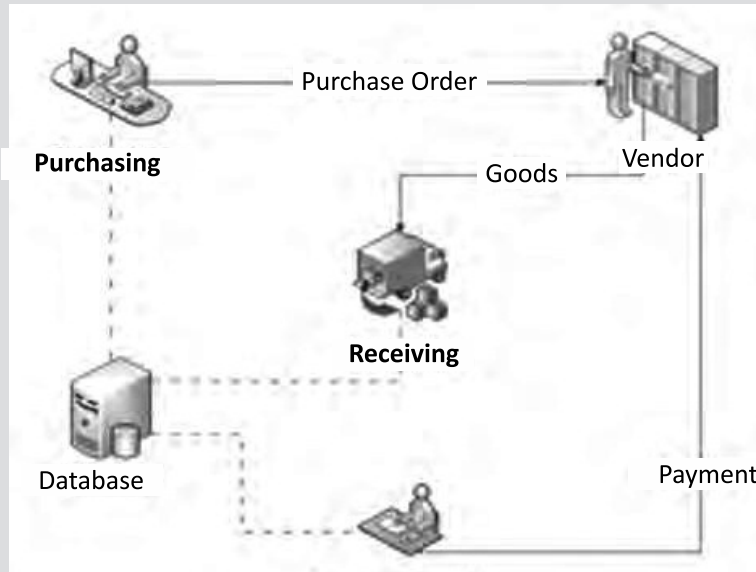 Purchase Order
Purchasing
Vendor
Goods
Receiving
Database
Payment